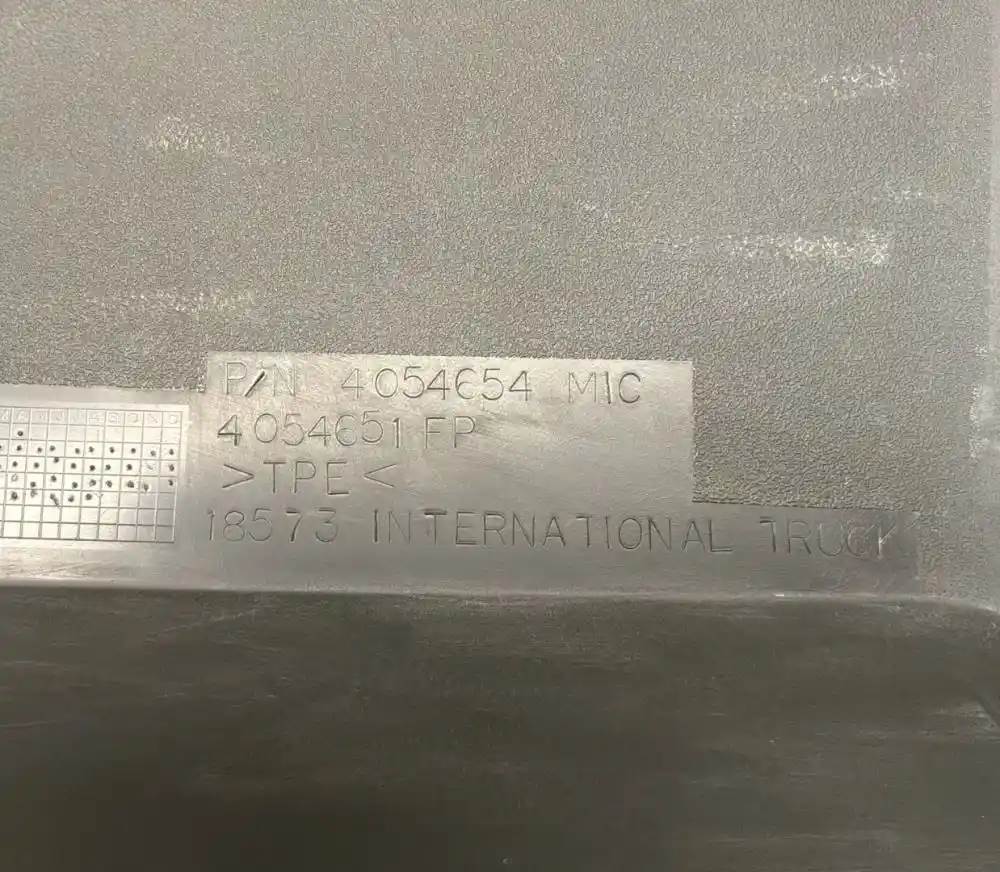 P/N 4054654 MIC
4054651 FP
>TPE<
18573 INTERNATIONAL TRUCK